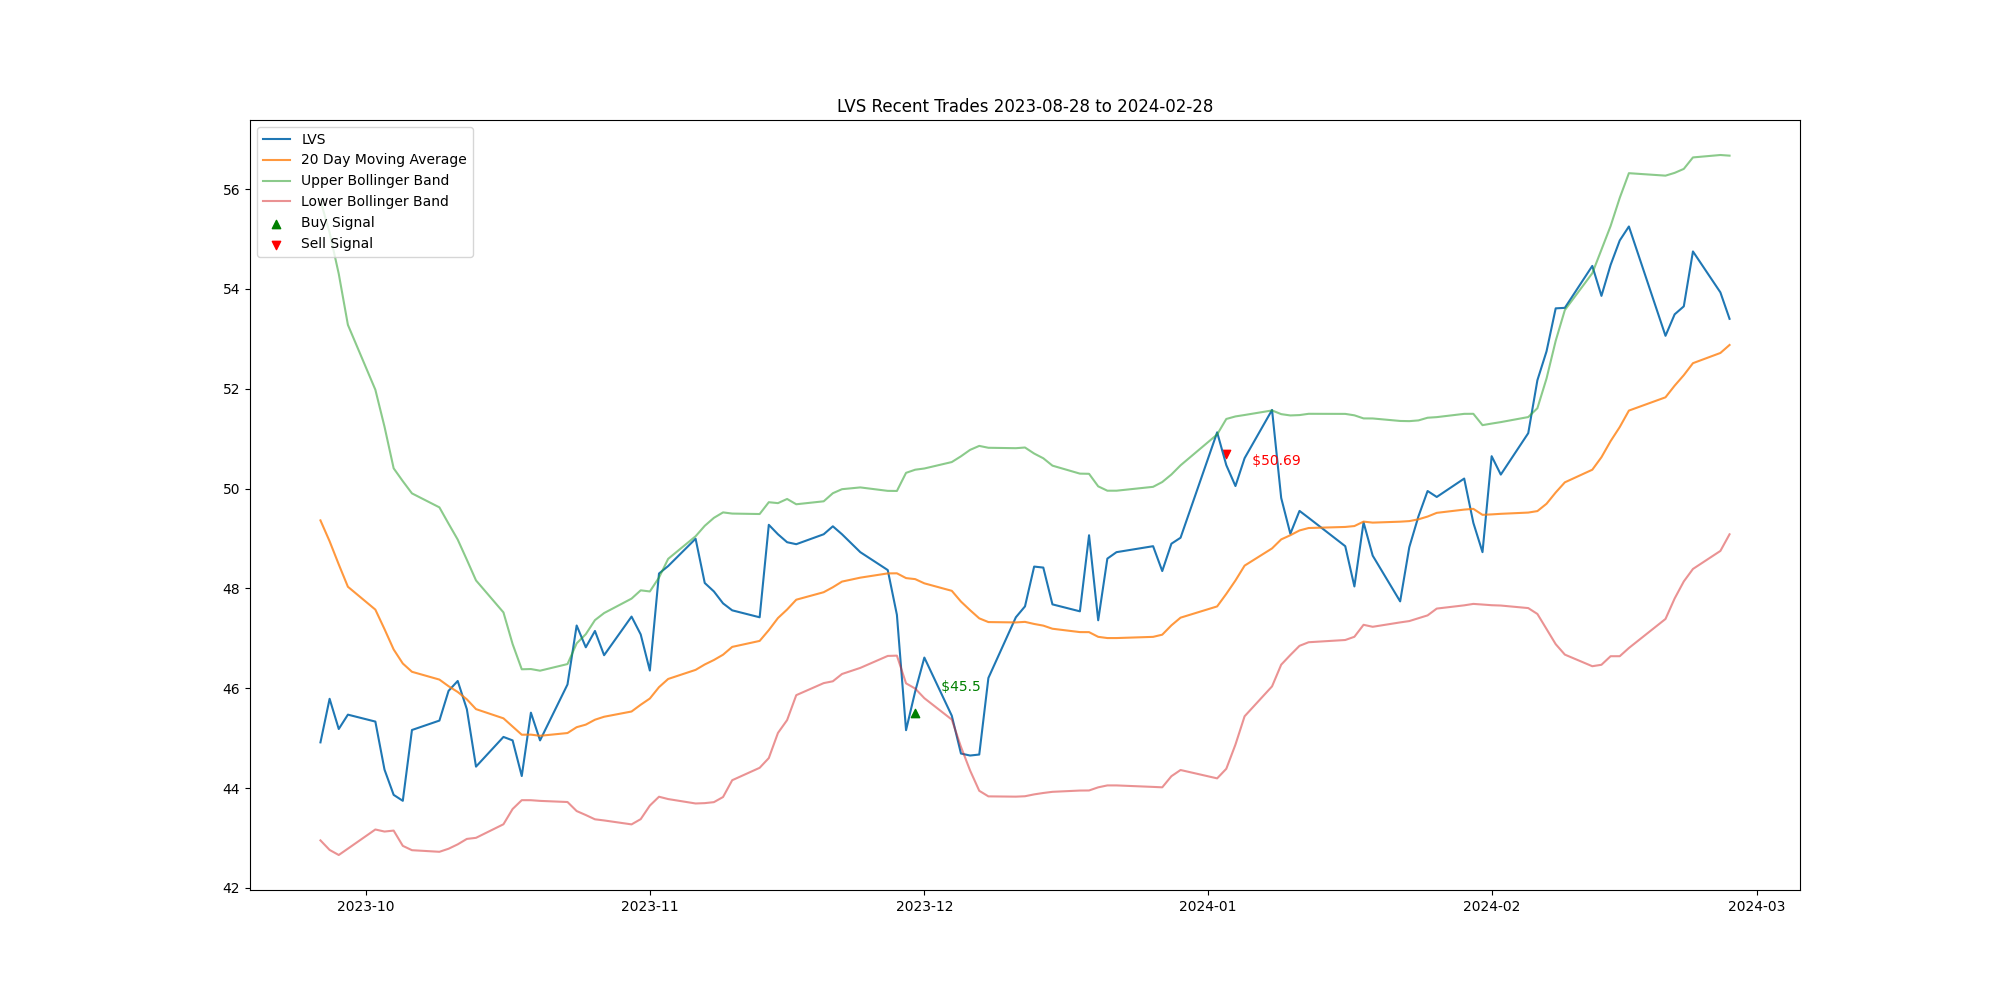 LVS Recent Trades 2023-08-28 to 2024-02-28
LVS
20 Day Moving Average
Upper Bollinger Band
Lower Bollinger Band
Buy Signal
Sell Signal
56
54
52
50
48
46
44
42
$50.69
$45.5
2023-10
2023-11
2023-12
2024-01
2024-02
2024-03